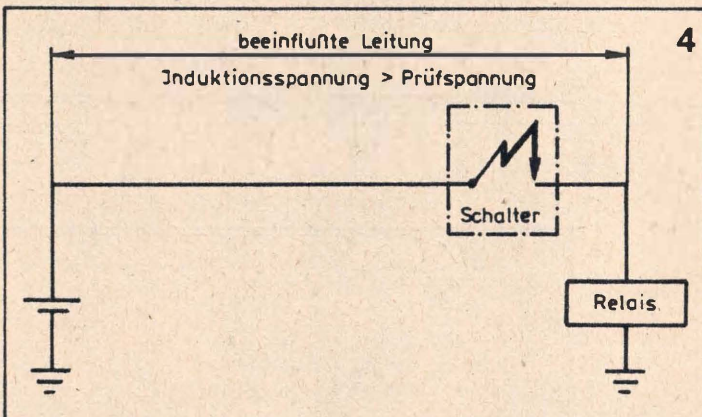 beeinflußte Leitung
4
Jnduktionsspannung > Prüfspannung
Schalter
Relais